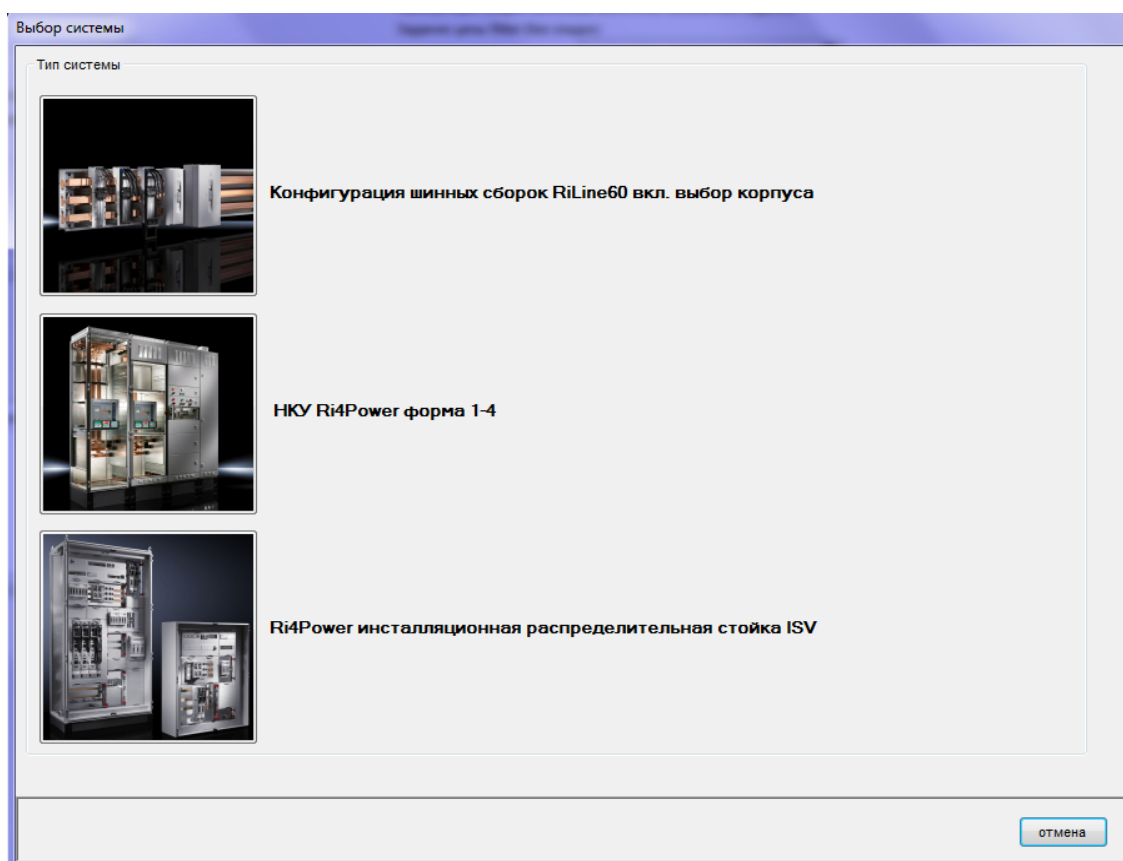 Выбор системы
Тип системы
Конфигурация шинных сборок RiLine60 вкл. выбор корпуса
НКУ Ri4Power форма 1-4
Ri4Power инсталляционная распределительная стойка ISV
отмена